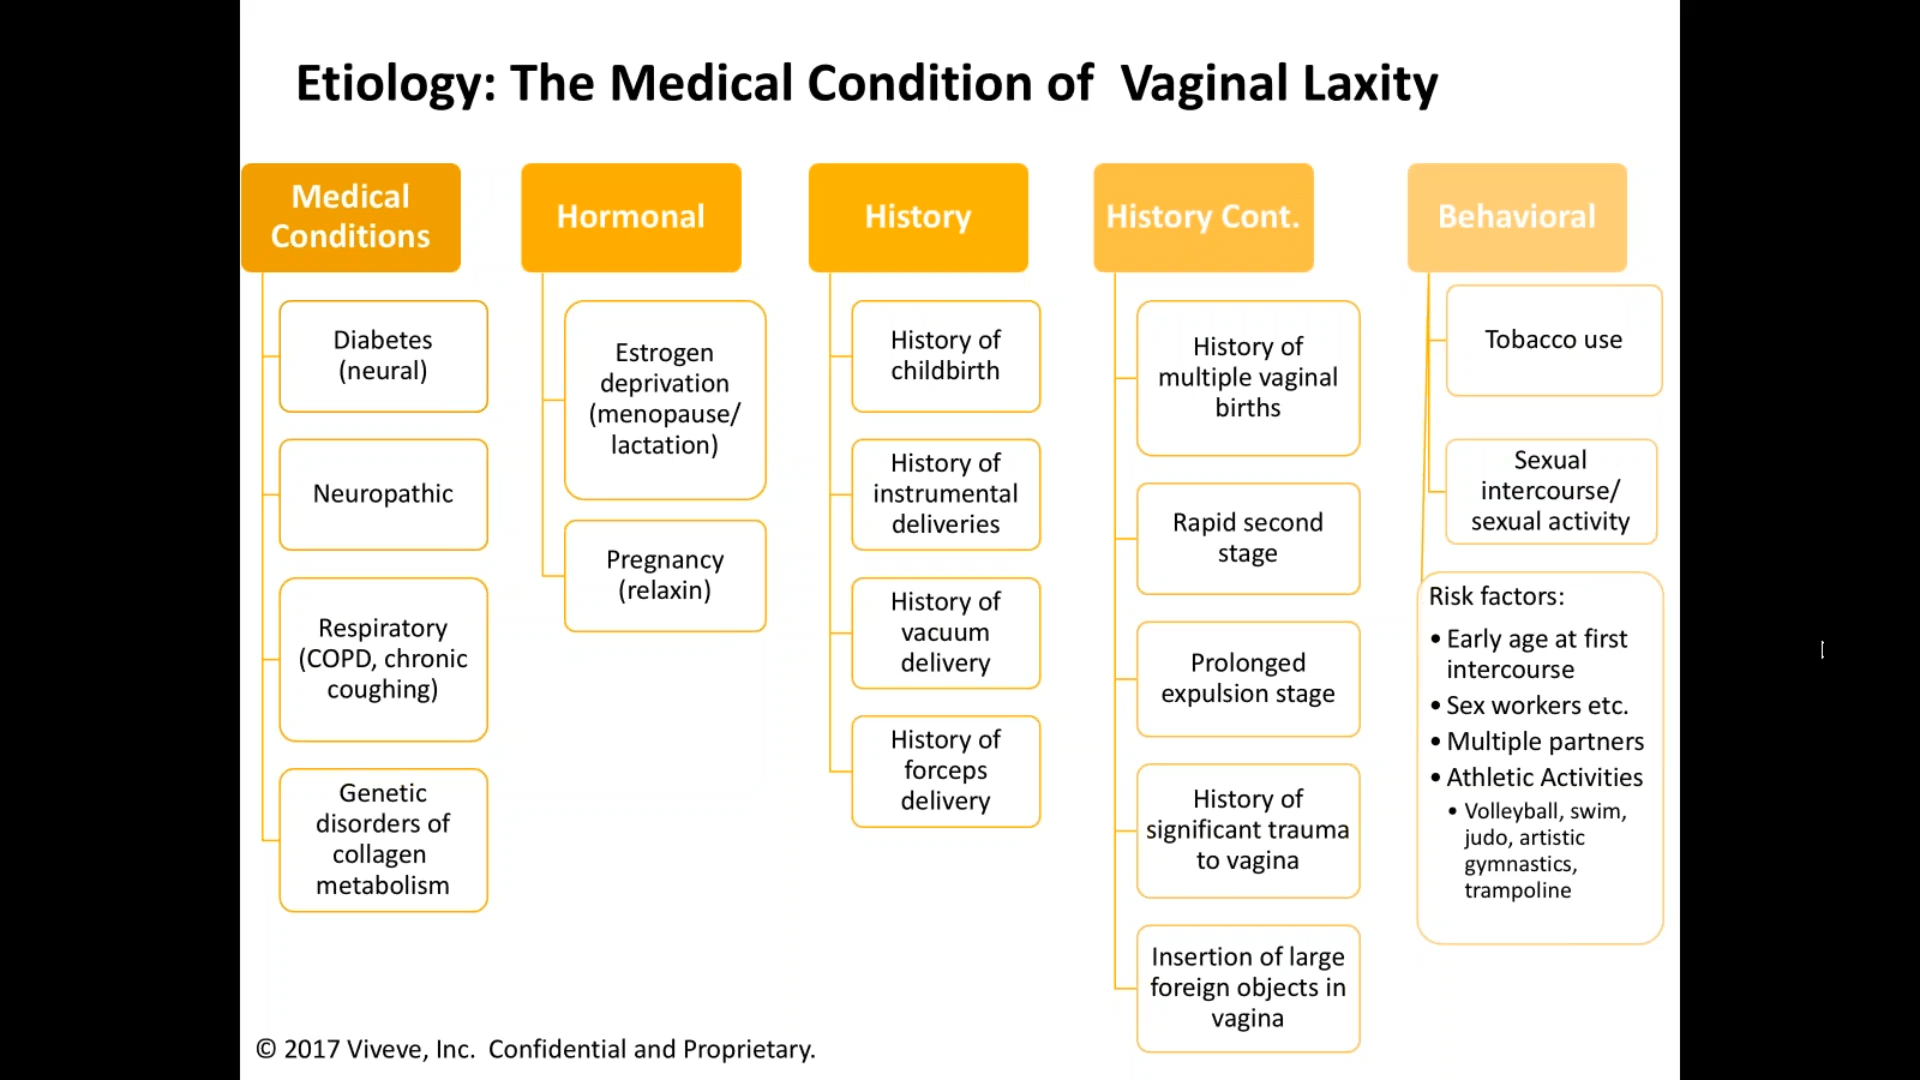 Etiology: The Medical Condition of  Vaginal Laxity
Medical
Conditions
Diabetes
(neural)
Neuropathic
Respiratory
(COPD, chronic
coughing)
Genetic
disorders of
collagen
metabolism
Hormonal
Estrogen
deprivation
(menopause/
lactation)
Pregnancy
(relaxin)
History
History of
childbirth
History of
instrumental
deliveries
History of
vacuum
delivery
History of
forceps
delivery
History Cont.
History of
multiple vaginal
births
Rapid second
stage
Prolonged
expulsion stage
History of
significant trauma
to vagina
Insertion of large
foreign objects in
vagina
Behavioral
Tobacco use
Sexual
intercourse/
sexual activity
Risk factors:
• Early age at first
intercourse
• Sex workers etc.
• Multiple partners
• Athletic Activities
• Volleyball, swim,
judo, artistic
gymnastics,
trampoline
© 2017 Viveve, Inc.  Confidential and Proprietary.